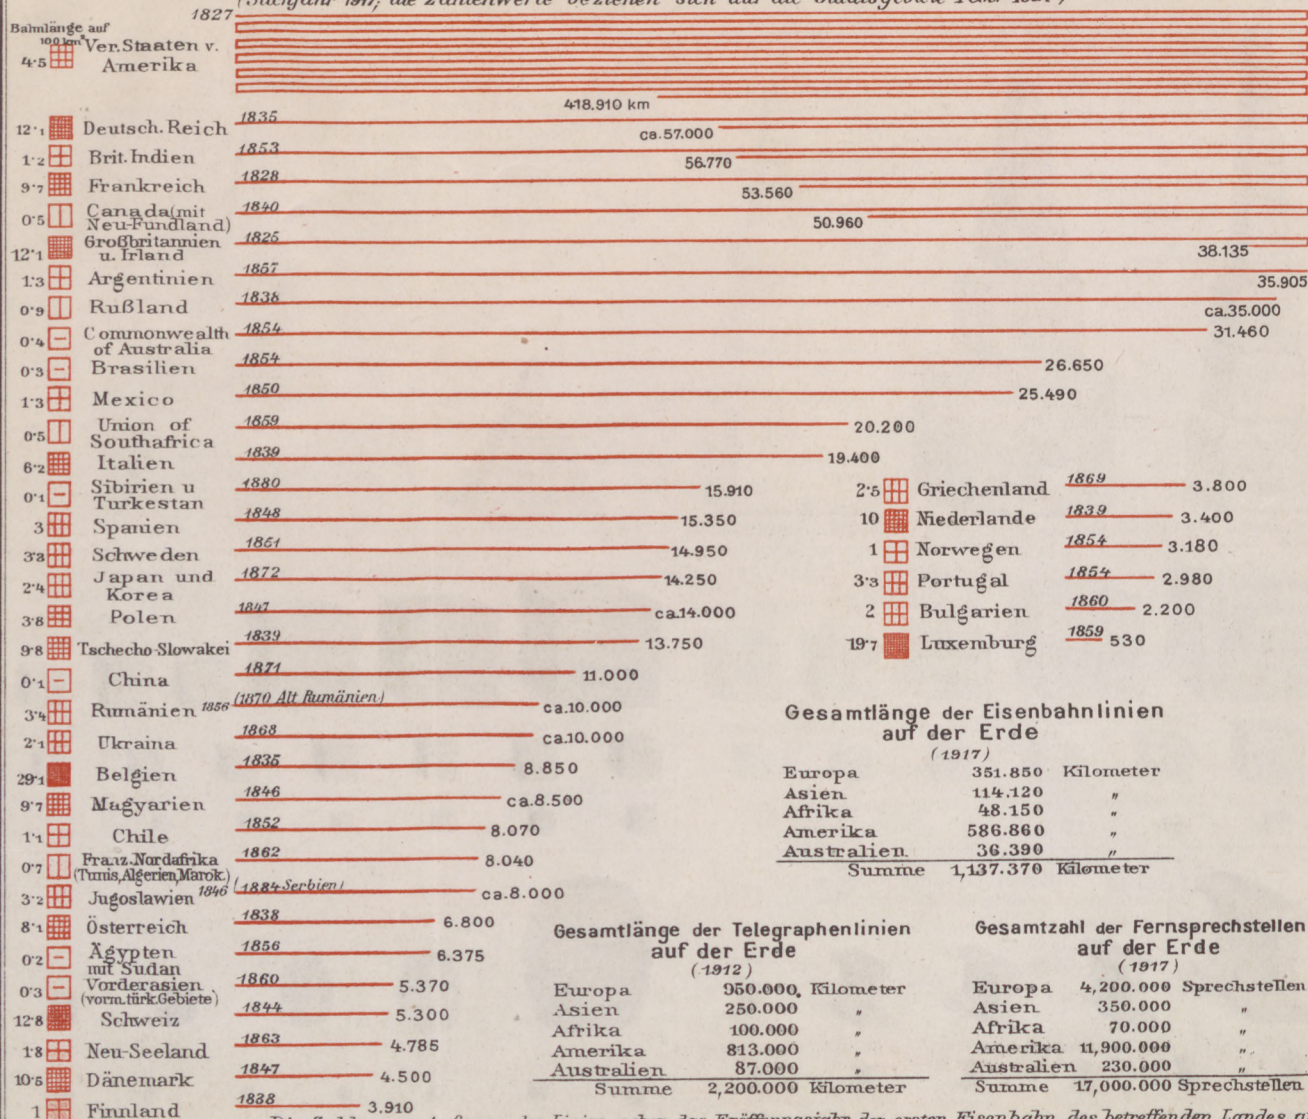 1827
Bahnlänge auf
100 km²
4·5 Ver. Staaten v.
Amerika
418.910 km
12·1 Deutsch. Reich 1835 ca. 57.000
1·2 Brit. Indien 1853 56.770
9·7 Frankreich 1828 53.560
0·5 Canada (mit
Neu-Fundland) 1840 50.960
12·1 Großbritannien
u. Irland 1825 38.135
1·3 Argentinien 1857 35.905
0·9 Rußland 1838 ca. 35.000
0·4 Commonwealth
of Australia 1854 31.460
0·3 Brasilien 1854 26.650
1·3 Mexico 1850 25.490
0·5 Union of
Southafrica 1859 20.200
6·2 Italien 1839 19.400
0·1 Sibirien u
Turkestan 1880 15.910
3 Spanien 1848 15.350
3·3 Schweden 1851 14.950
2·4 Japan und
Korea 1872 14.250
3·8 Polen 1847 ca. 14.000
9·8 Tschecho-Slowakei 1839 13.750
0·1 China 1871 11.000
3·4 Rumänien 1856 (1870 Alt Rumänien) ca. 10.000
2·1 Ukraina 1868 ca. 10.000
29·1 Belgien 1835 8.850
9·7 Magyarien 1846 ca. 8.500
1·1 Chile 1852 8.070
0·7 Franz. Nordafrika
(Tunis, Algerien, Marok.) 1862 8.040
3·2 Jugoslawien 1846 (1884 Serbien) ca. 8.000
8·1 Österreich 1838 6.800
0·2 Ägypten
mit Sudan 1856 6.375
0·3 Vorderasien
(vorm. türk. Gebiete) 1860 5.370
12·8 Schweiz 1844 5.300
1·8 Neu-Seeland 1863 4.785
10·5 Dänemark 1847 4.500
1 Finnland 1838 3.910
2·5 Griechenland 1869 3.800
10 Niederlande 1839 3.400
1 Norwegen 1854 3.180
3·3 Portugal 1854 2.980
2 Bulgarien 1860 2.200
19·7 Luxemburg 1859 530
Gesamtlänge der Eisenbahnlinien
auf der Erde
(1917)
Europa 351.850 Kilometer
Asien 114.120 "
Afrika 48.150 "
Amerika 586.860 "
Australien 36.390 "
Summe 1,137.370 Kilometer
Gesamtlänge der Telegraphenlinien
auf der Erde
(1912)
Europa 950.000 Kilometer
Asien 250.000 "
Afrika 100.000 "
Amerika 813.000 "
Australien 87.000 "
Summe 2,200.000 Kilometer
Gesamtzahl der Fernsprechstellen
auf der Erde
(1917)
Europa 4,200.000 Sprechstellen
Asien 350.000 "
Afrika 70.000 "
Amerika 11,900.000 "
Australien 230.000 "
Summe 17,000.000 Sprechstellen